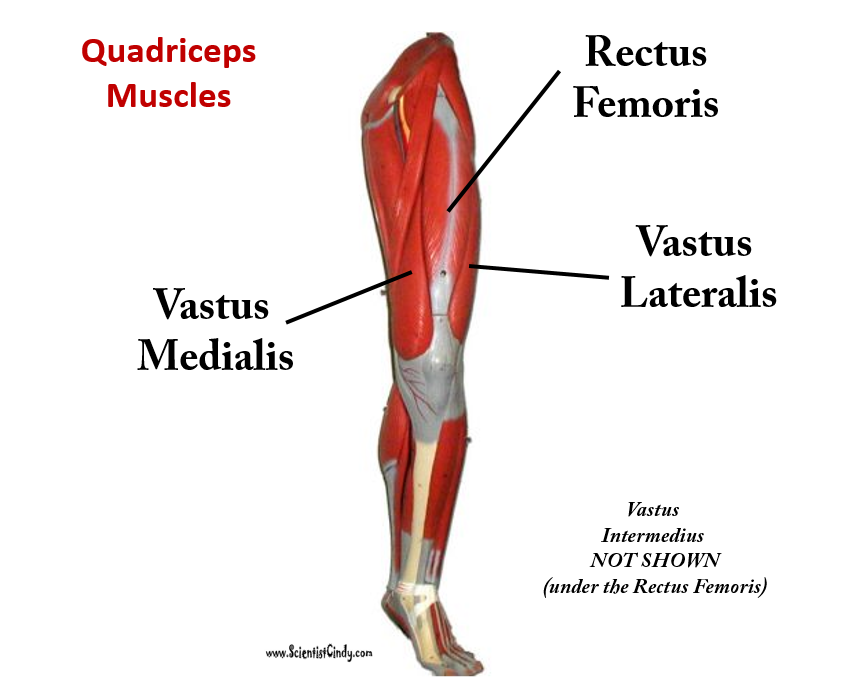 Quadriceps
Muscles
Rectus
Femoris
Vastus
Lateralis
Vastus
Medialis
Vastus
Intermedius
NOT SHOWN
(under the Rectus Femoris)
www.ScientistCindy.com